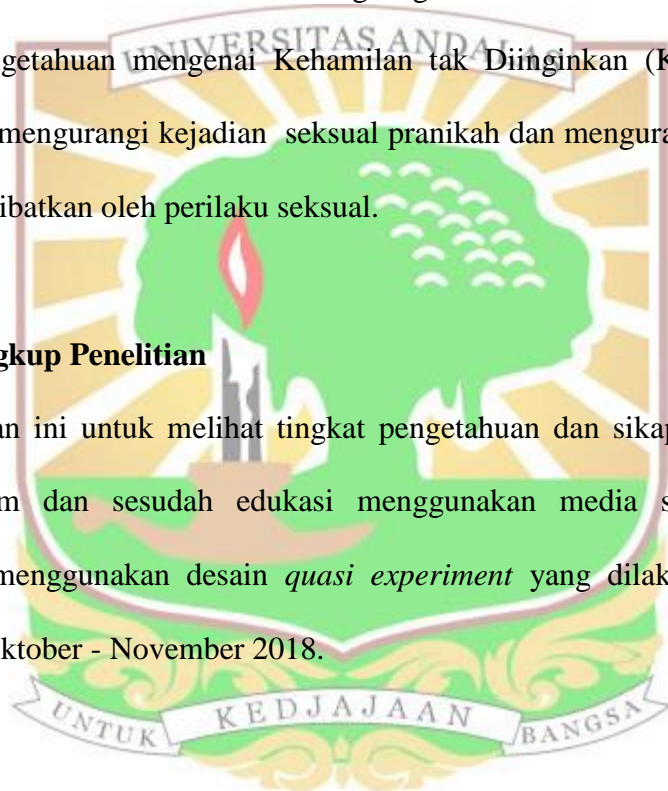 UNIVERSITAS ANDALAS
getahuan mengenai Kehamilan tak Diinginkan (K
mengurangi kejadian seksual pranikah dan mengura
ibatkan oleh perilaku seksual.
gkup Penelitian
an ini untuk melihat tingkat pengetahuan dan sikap
m dan sesudah edukasi menggunakan media s
menggunakan desain quasi experiment yang dilak
ktober - November 2018.
UNTUK KEDJAJAAN BANGSA